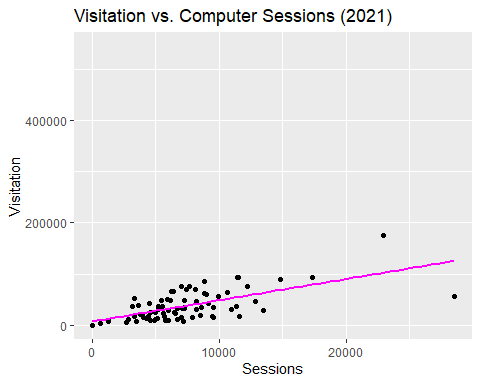 Visitation vs. Computer Sessions (2021)
Visitation
400000
200000
0
0
10000
20000
Sessions